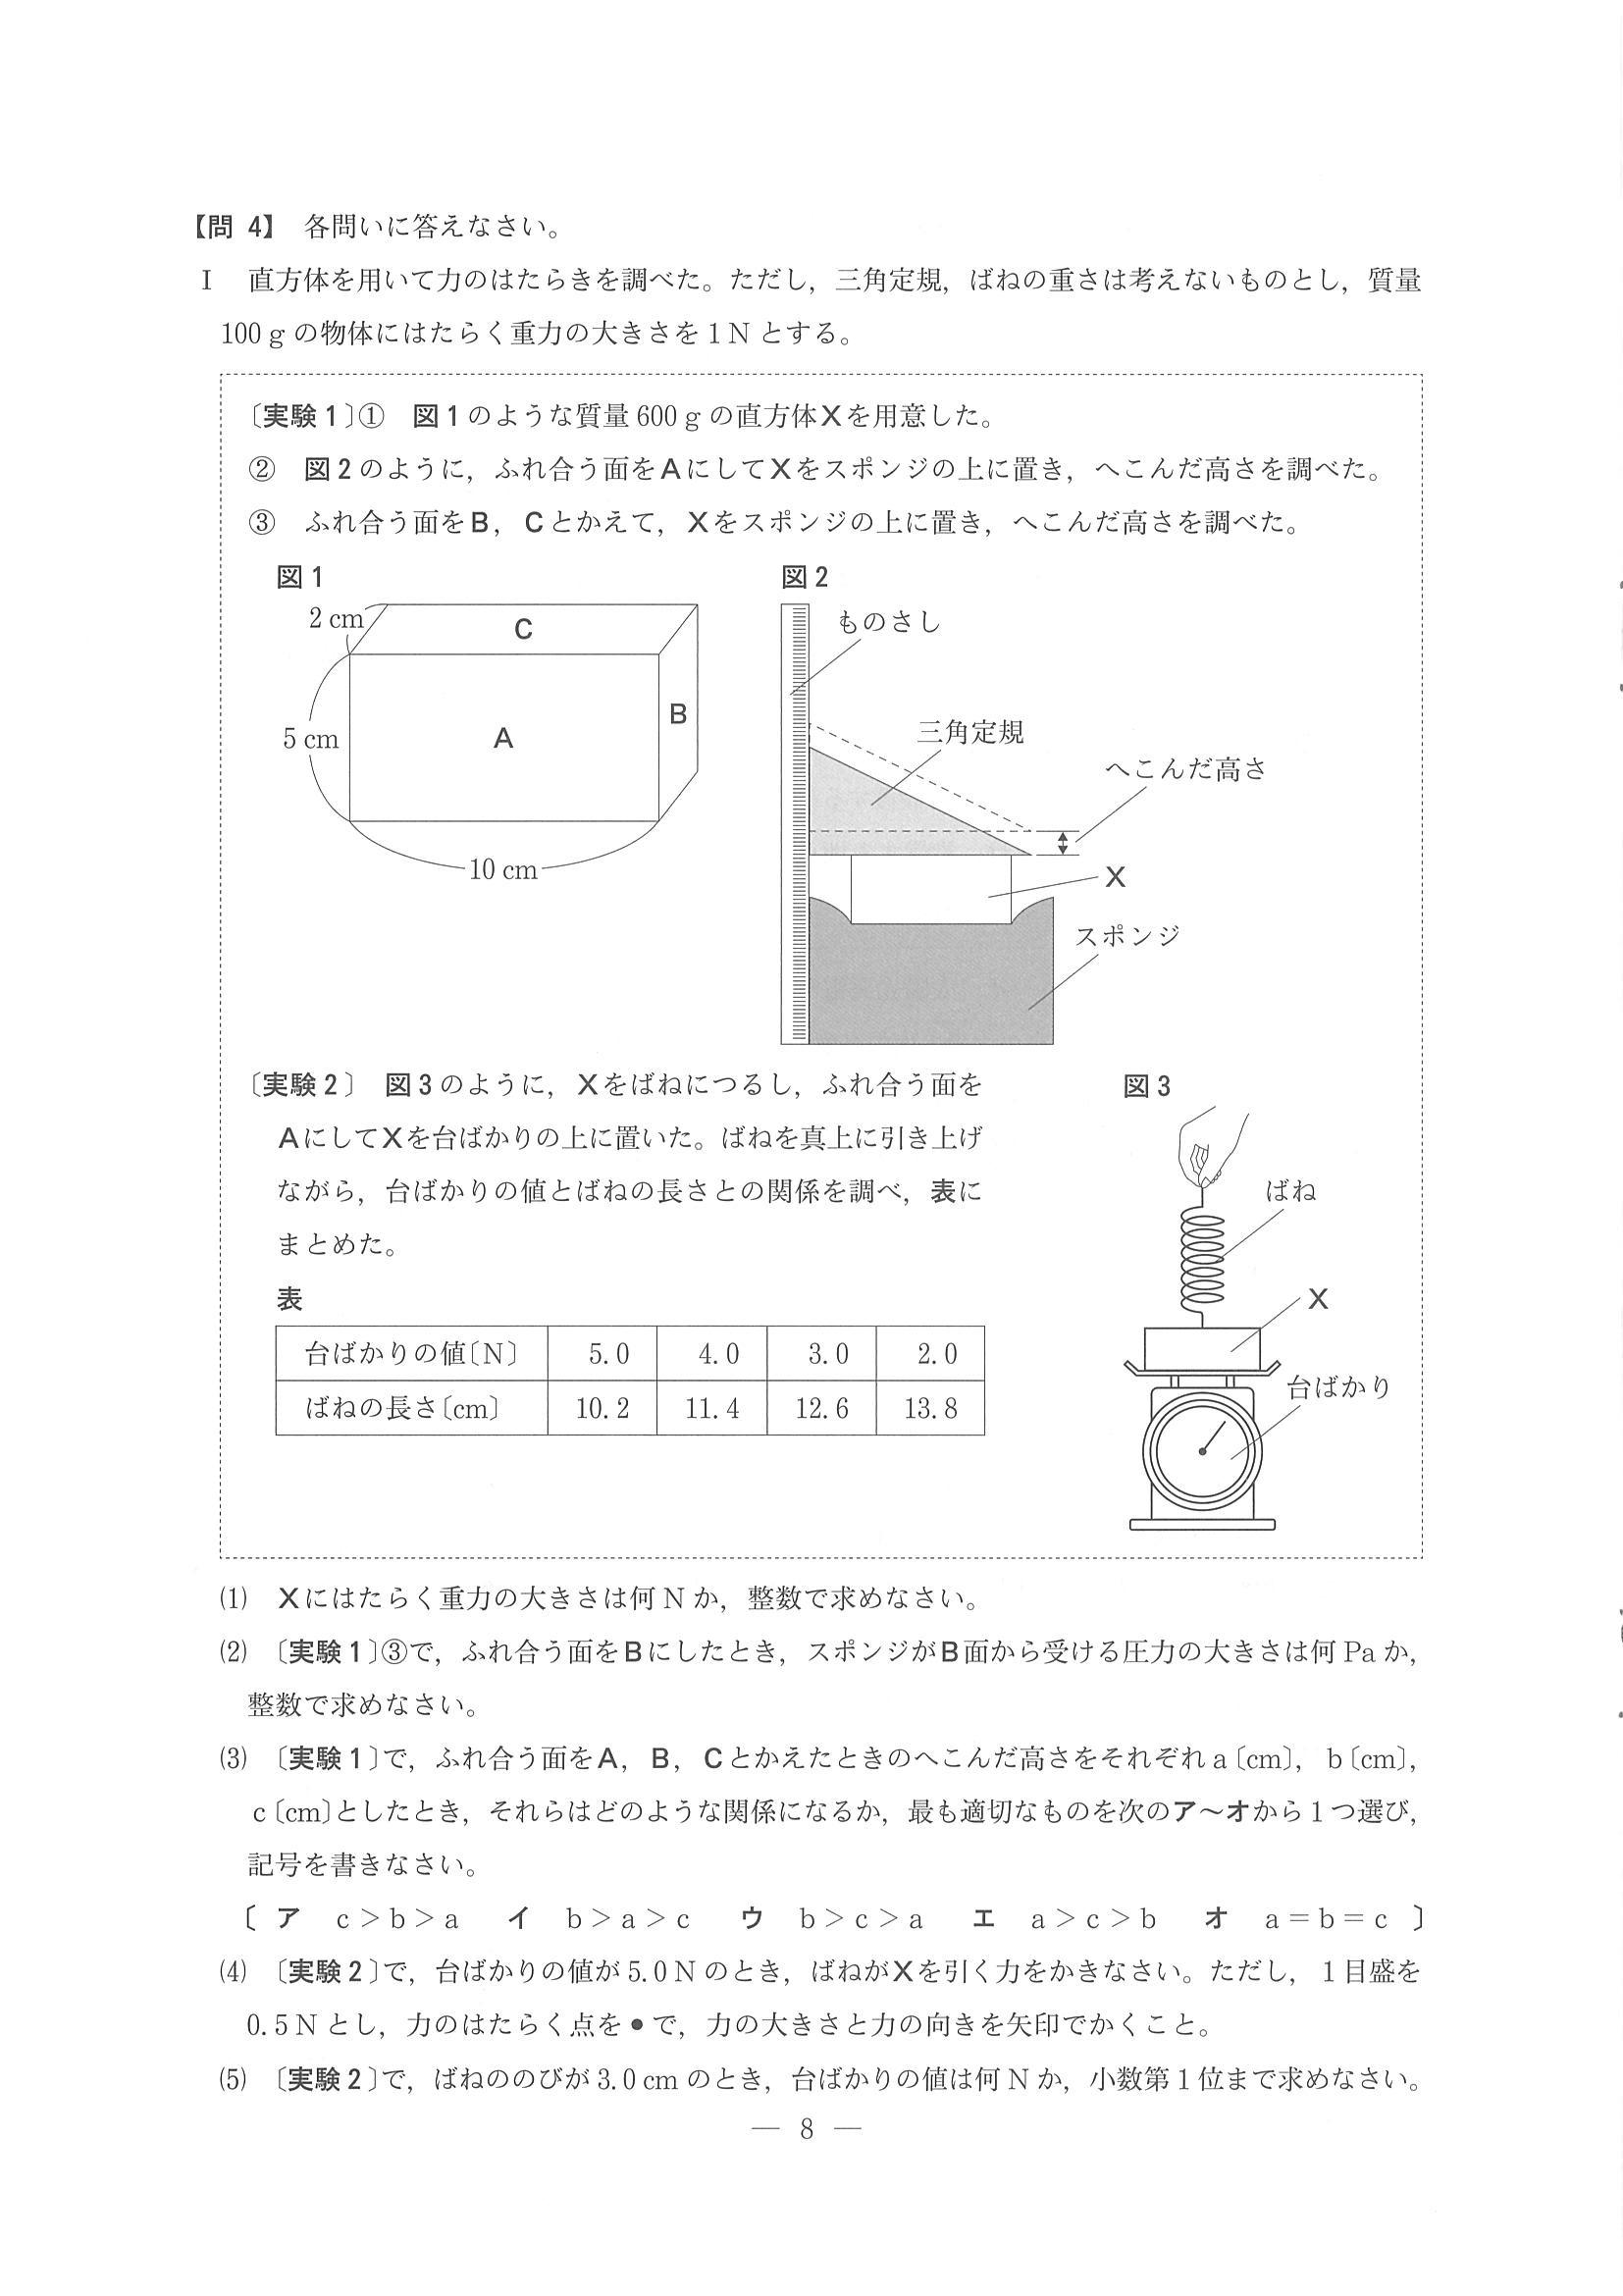 【問 4】 各問いに答えなさい。
Ⅰ 直方体を用いて力のはたらきを調べた。ただし，三角定規，ばねの重さは考えないものとし，質量
100 g の物体にはたらく重力の大きさを 1 N とする。
〔実験 1〕① 図 1 のような質量 600 g の直方体Xを用意した。
② 図 2 のように，ふれ合う面をAにしてXをスポンジの上に置き，へこんだ高さを調べた。
③ ふれ合う面をB，Cとかえて，Xをスポンジの上に置き，へこんだ高さを調べた。
図 1
2 cm
C
5 cm
A
B
10 cm
図 2
ものさし
三角定規
へこんだ高さ
X
スポンジ
〔実験 2〕 図 3 のように，Xをばねにつるし，ふれ合う面を
AにしてXを台ばかりの上に置いた。ばねを真上に引き上げ
ながら，台ばかりの値とばねの長さとの関係を調べ，表に
まとめた。
表
台ばかりの値〔N〕 5.0 4.0 3.0 2.0
ばねの長さ〔cm〕 10.2 11.4 12.6 13.8
図 3
ばね
X
台ばかり
(1) Xにはたらく重力の大きさは何 N か，整数で求めなさい。
(2) 〔実験 1〕③で，ふれ合う面をBにしたとき，スポンジがB面から受ける圧力の大きさは何 Pa か，
整数で求めなさい。
(3) 〔実験 1〕で，ふれ合う面をA，B，Cとかえたときのへこんだ高さをそれぞれ a〔cm〕，b〔cm〕，
c〔cm〕としたとき，それらはどのような関係になるか，最も適切なものを次のア～オから 1 つ選び，
記号を書きなさい。
〔 ア c＞b＞a イ b＞a＞c ウ b＞c＞a エ a＞c＞b オ a＝b＝c 〕
(4) 〔実験 2〕で，台ばかりの値が 5.0 N のとき，ばねがXを引く力をかきなさい。ただし，1 目盛を
0.5 N とし，力のはたらく点を ● で，力の大きさと力の向きを矢印でかくこと。
(5) 〔実験 2〕で，ばねののびが 3.0 cm のとき，台ばかりの値は何 N か，小数第 1 位まで求めなさい。
— 8 —